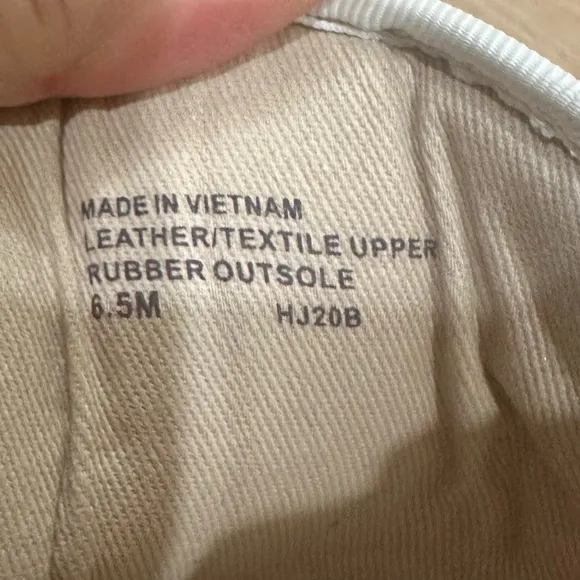 MADE IN VIETNAM
LEATHER/TEXTILE UPPER
RUBBER OUTSOLE
6.5M HJ20B